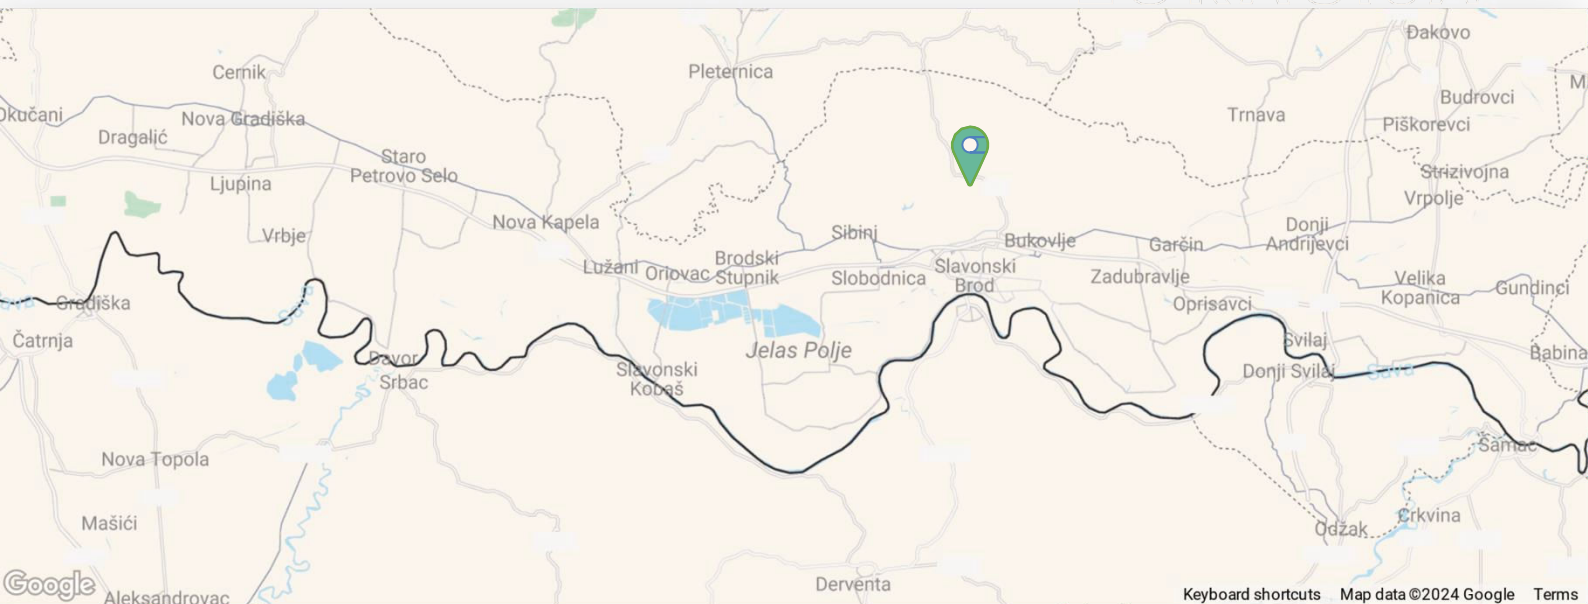 Đakovo
Cernik
Pleternica
Budrovci
Okučani
Nova Gradiška
Trnava
Piškorevci
Dragalić
Staro
Petrovo Selo
Strizivojna
Ljupina
Vrpolje
Nova Kapela
Donji
Andrijevci
Vrbje
Sibinj
Bukovlje
Garčin
Lužani
Oriovac
Brodski
Stupnik
Slobodnica
Slavonski
Brod
Zadubravlje
Velika
Kopanica
Gundinci
Gradiška
Sava
Oprisavci
Čatrnja
Davor
Srbac
Jelas Polje
Svilaj
Donji Svilaj
Sava
Babina
Slavonski
Kobaš
Šamac
Nova Topola
Mašići
Odžak
Crkvina
Derventa
Aleksandrovac
Google
Keyboard shortcuts
Map data ©2024 Google
Terms